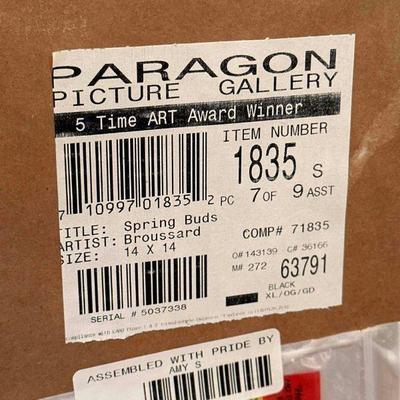 PARAGON
PICTURE GALLERY
5 Time ART Award Winner
ITEM NUMBER
1835 S
7 10997 01835 2
PC 7 OF 9 ASST
TITLE: Spring Buds
ARTIST: Broussard
SIZE: 14 X 14
COMP# 71835
O# 143139 C# 36166
M# 272 63791
BLACK
XL/OG/GD
SERIAL # 5037338
ASSEMBLED WITH PRIDE BY
AMY S